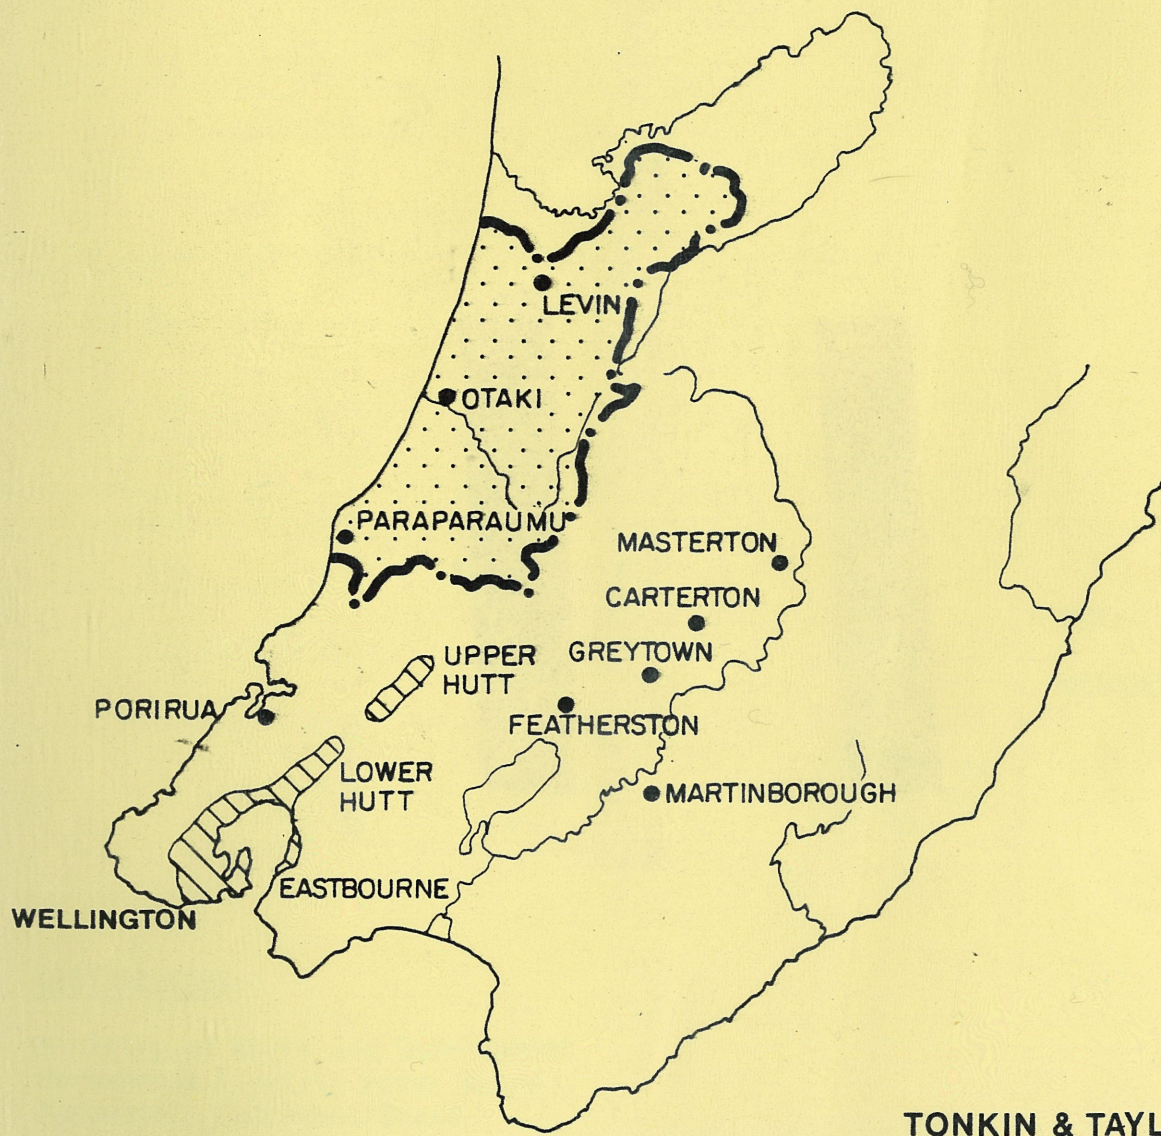 LEVIN
OTAKI
PARAPARAUMU
MASTERTON
CARTERTON
UPPER
HUTT
GREYTOWN
PORIRUA
FEATHERSTON
LOWER
HUTT
MARTINBOROUGH
EASTBOURNE
WELLINGTON
TONKIN & TAYL